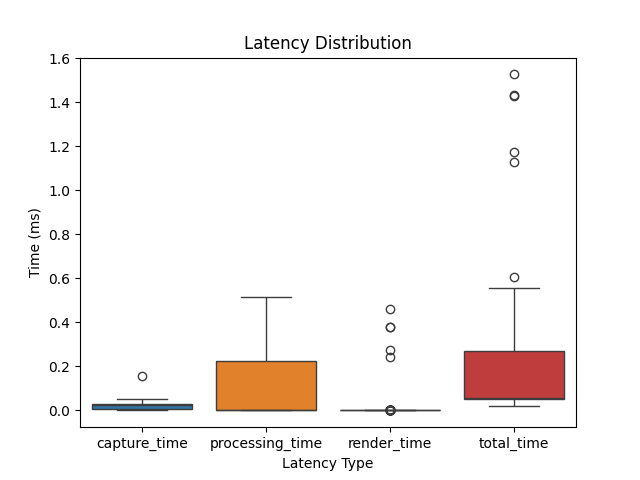 Latency Distribution
1.6
1.4
1.2
1.0
0.8
0.6
0.4
0.2
0.0
Time (ms)
capture_time processing_time render_time total_time
Latency Type